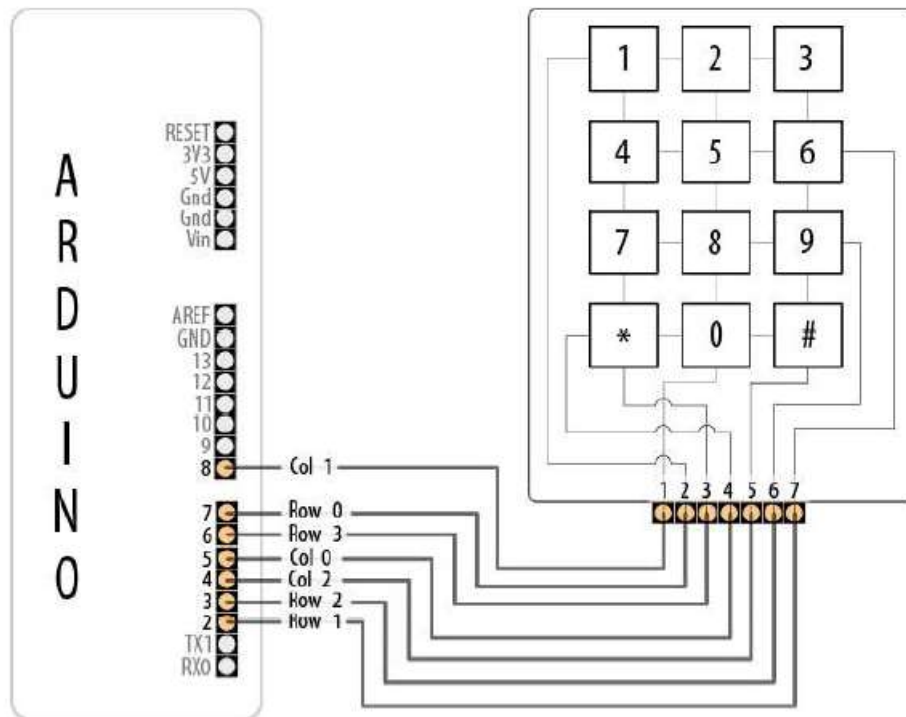 ARDUINO
RESET
3V3
5V
Gnd
Gnd
Vin
AREF
GND
13
12
11
10
9
8 Col 1
7 Row 0
6 Row 3
5 Col 0
4 Col 2
3 Row 2
2 Row 1
TX1
RX0
1 2 3
4 5 6
7 8 9
* 0 #
1 2 3 4 5 6 7